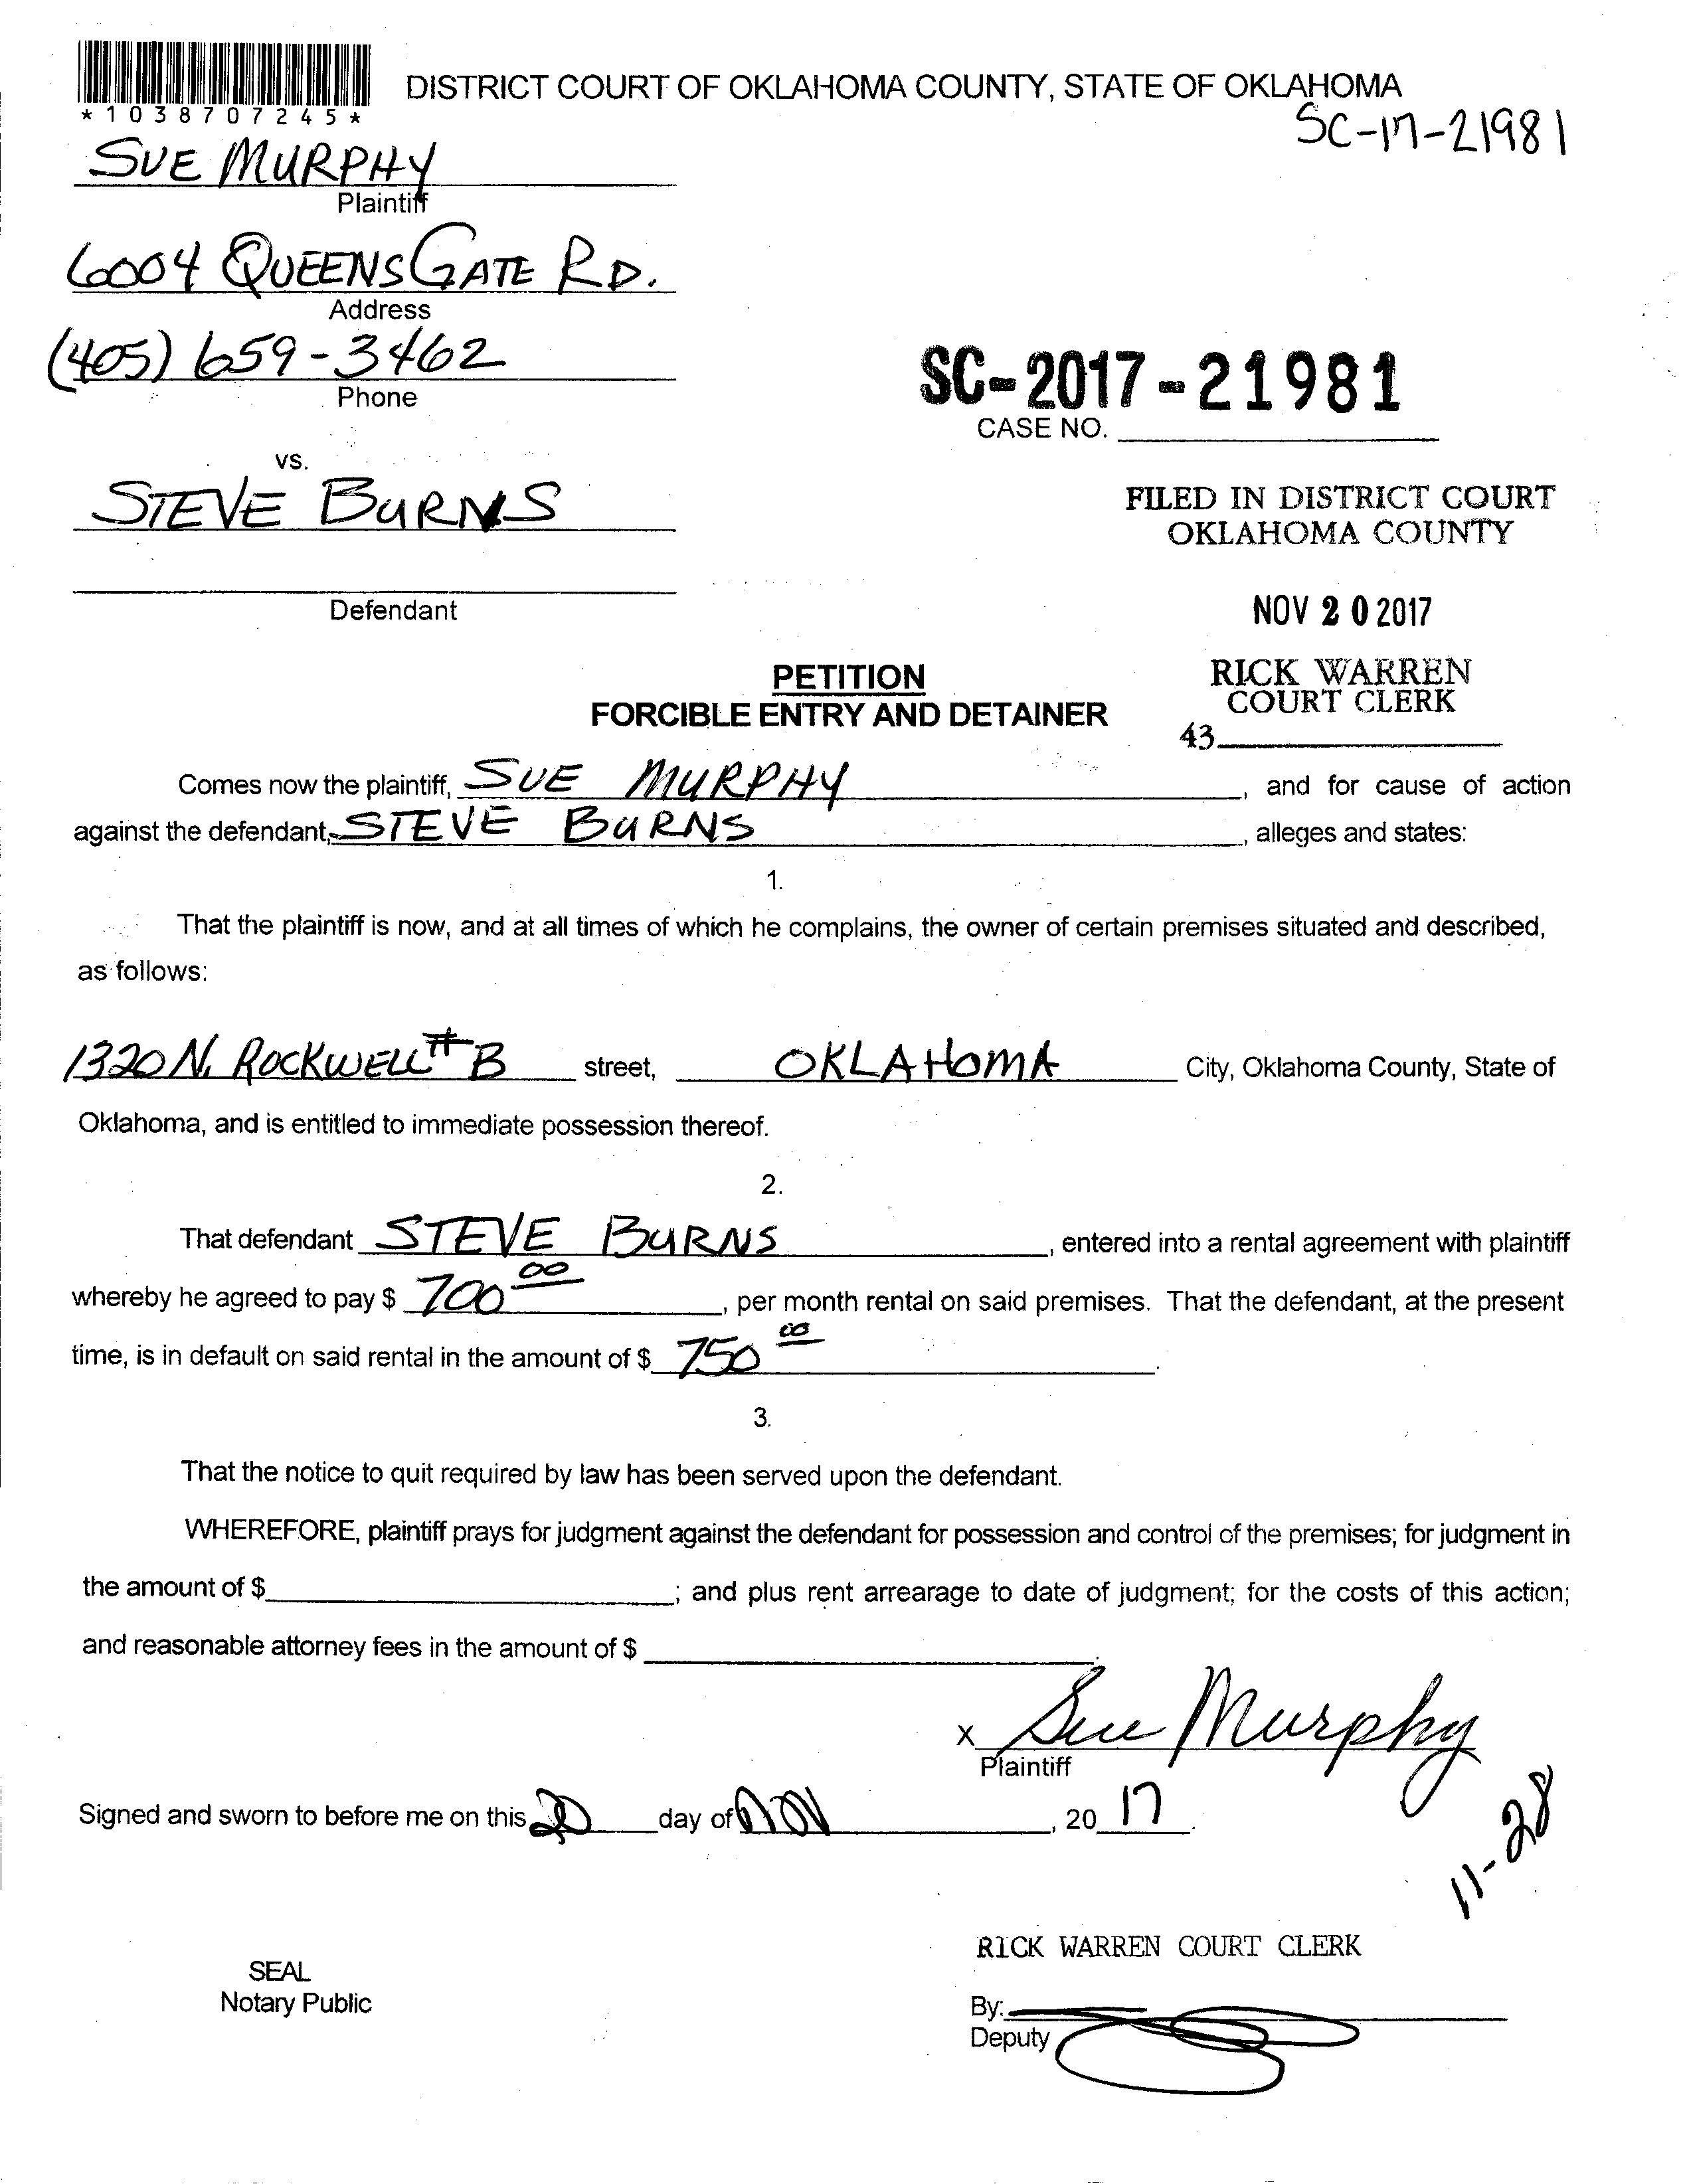 DISTRICT COURT OF OKLAHOMA COUNTY, STATE OF OKLAHOMA
*1038707245*
SC-17-21981
SUE MURPHY
Plaintiff
6004 QUEENSGATE RD.
Address
(405) 659-3462
Phone
SC-2017-21981
CASE NO.
vs.
STEVE BURNS
FILED IN DISTRICT COURT
OKLAHOMA COUNTY
Defendant
NOV 20 2017
PETITION
FORCIBLE ENTRY AND DETAINER
RICK WARREN
COURT CLERK
43
Comes now the plaintiff, SUE MURPHY, and for cause of action
against the defendant, STEVE BURNS, alleges and states:
1.
That the plaintiff is now, and at all times of which he complains, the owner of certain premises situated and described,
as follows:
1320 N. ROCKWELL #B street, OKLAHOMA City, Oklahoma County, State of
Oklahoma, and is entitled to immediate possession thereof.
2.
That defendant STEVE BURNS, entered into a rental agreement with plaintiff
whereby he agreed to pay $ 700 00, per month rental on said premises. That the defendant, at the present
time, is in default on said rental in the amount of $ 750 00.
3.
That the notice to quit required by law has been served upon the defendant.
WHEREFORE, plaintiff prays for judgment against the defendant for possession and control of the premises; for judgment in
the amount of $ ; and plus rent arrearage to date of judgment; for the costs of this action;
and reasonable attorney fees in the amount of $ .
X Sue Murphy
Plaintiff
Signed and sworn to before me on this 20 day of NOV, 20 17.
11-28
RICK WARREN COURT CLERK
SEAL
Notary Public
By:
Deputy